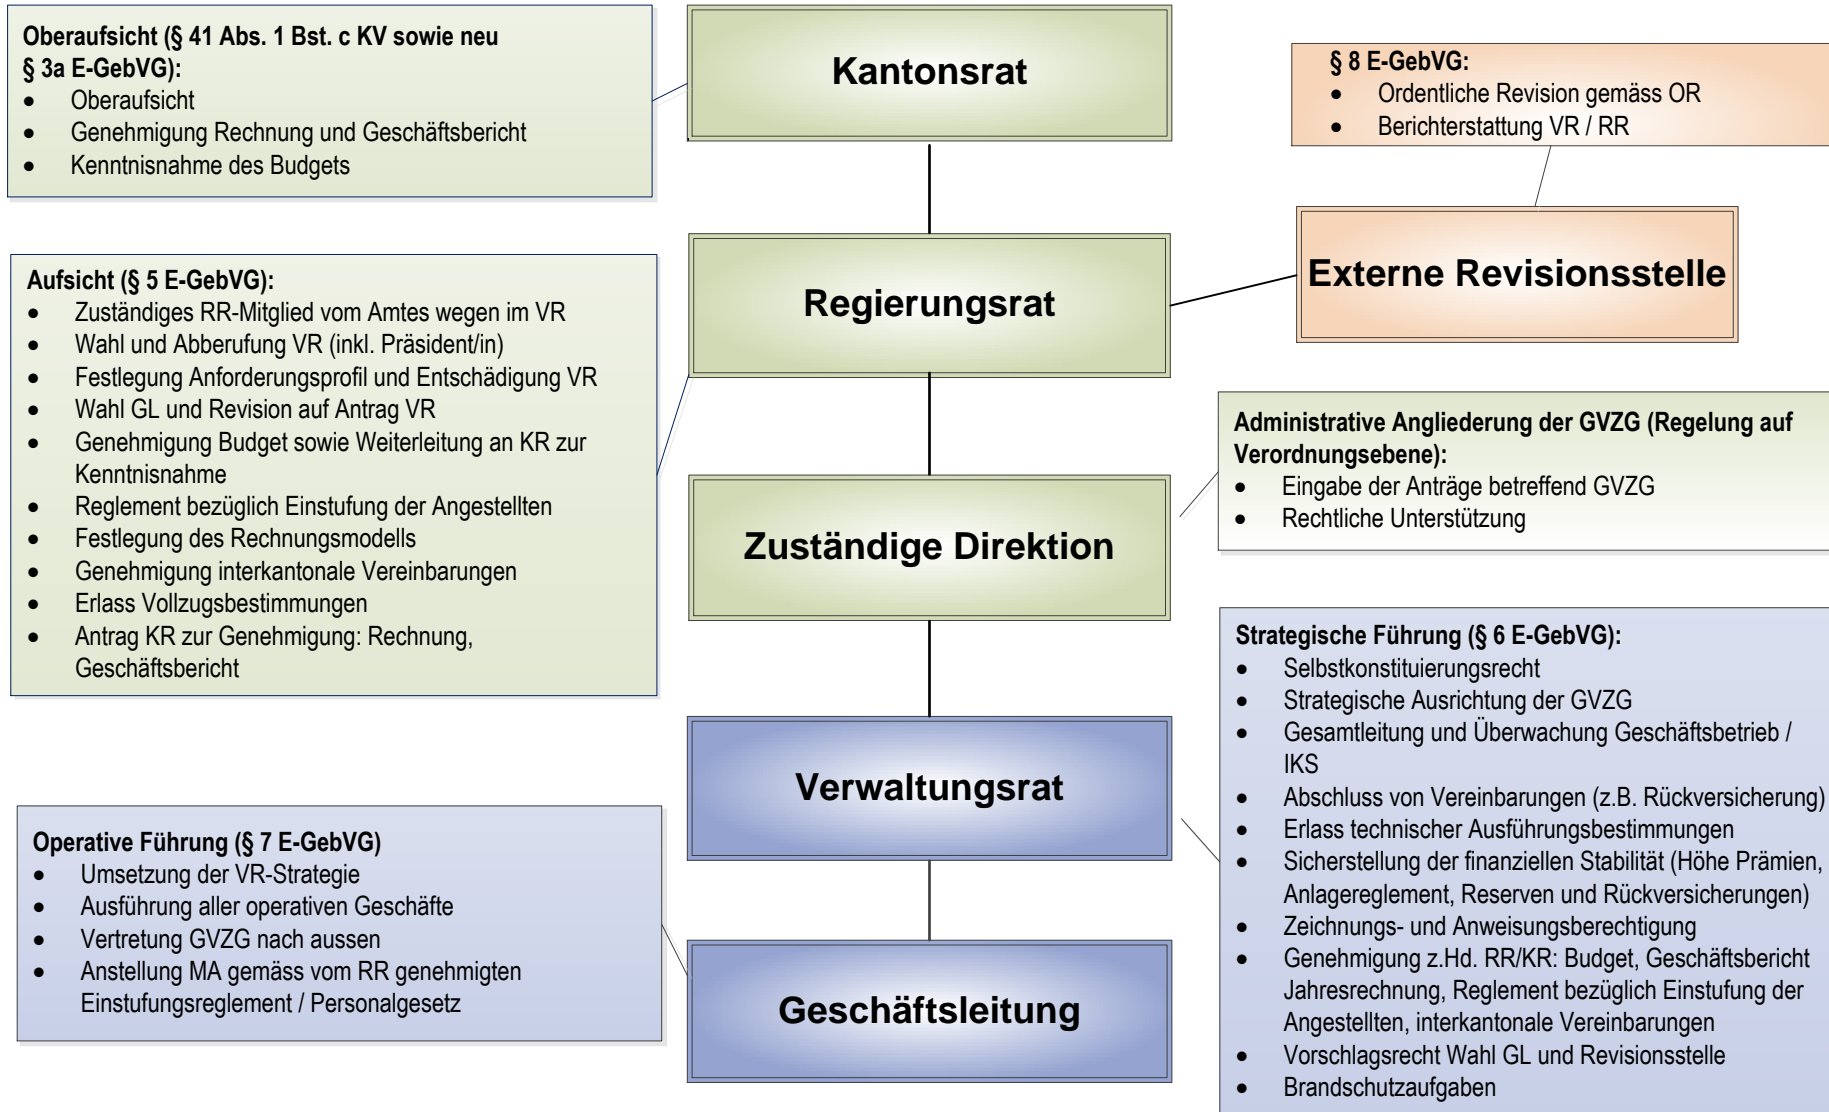 Oberaufsicht (§ 41 Abs. 1 Bst. c KV sowie neu
§ 3a E-GebVG):
• Oberaufsicht
• Genehmigung Rechnung und Geschäftsbericht
• Kenntnisnahme des Budgets
Kantonsrat
§ 8 E-GebVG:
• Ordentliche Revision gemäss OR
• Berichterstattung VR / RR
Externe Revisionsstelle
Aufsicht (§ 5 E-GebVG):
• Zuständiges RR-Mitglied vom Amtes wegen im VR
• Wahl und Abberufung VR (inkl. Präsident/in)
• Festlegung Anforderungsprofil und Entschädigung VR
• Wahl GL und Revision auf Antrag VR
• Genehmigung Budget sowie Weiterleitung an KR zur
Kenntnisnahme
• Reglement bezüglich Einstufung der Angestellten
• Festlegung des Rechnungsmodells
• Genehmigung interkantonale Vereinbarungen
• Erlass Vollzugsbestimmungen
• Antrag KR zur Genehmigung: Rechnung,
Geschäftsbericht
Regierungsrat
Administrative Angliederung der GVZG (Regelung auf
Verordnungsebene):
• Eingabe der Anträge betreffend GVZG
• Rechtliche Unterstützung
Zuständige Direktion
Strategische Führung (§ 6 E-GebVG):
• Selbstkonstituierungsrecht
• Strategische Ausrichtung der GVZG
• Gesamtleitung und Überwachung Geschäftsbetrieb /
IKS
• Abschluss von Vereinbarungen (z.B. Rückversicherung)
• Erlass technischer Ausführungsbestimmungen
• Sicherstellung der finanziellen Stabilität (Höhe Prämien,
Anlagereglement, Reserven und Rückversicherungen)
• Zeichnungs- und Anweisungsberechtigung
• Genehmigung z.Hd. RR/KR: Budget, Geschäftsbericht
Jahresrechnung, Reglement bezüglich Einstufung der
Angestellten, interkantonale Vereinbarungen
• Vorschlagsrecht Wahl GL und Revisionsstelle
• Brandschutzaufgaben
Verwaltungsrat
Operative Führung (§ 7 E-GebVG)
• Umsetzung der VR-Strategie
• Ausführung aller operativen Geschäfte
• Vertretung GVZG nach aussen
• Anstellung MA gemäss vom RR genehmigten
Einstufungsreglement / Personalgesetz
Geschäftsleitung